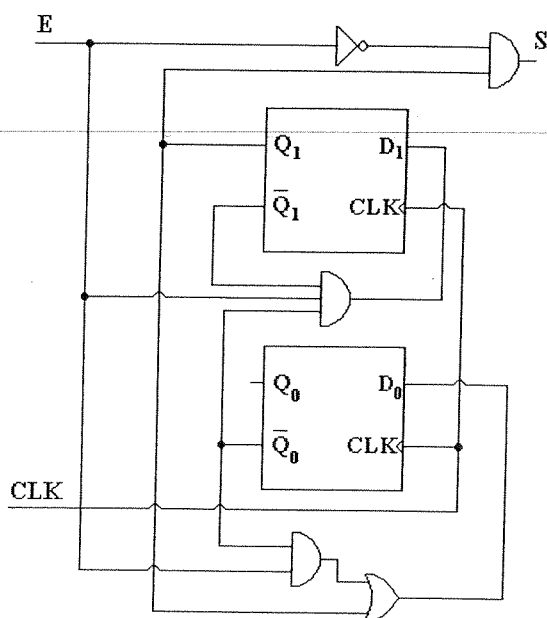 E
S
Q₁ D₁
Q̅₁ CLK
Q₀ D₀
Q̅₀ CLK
CLK